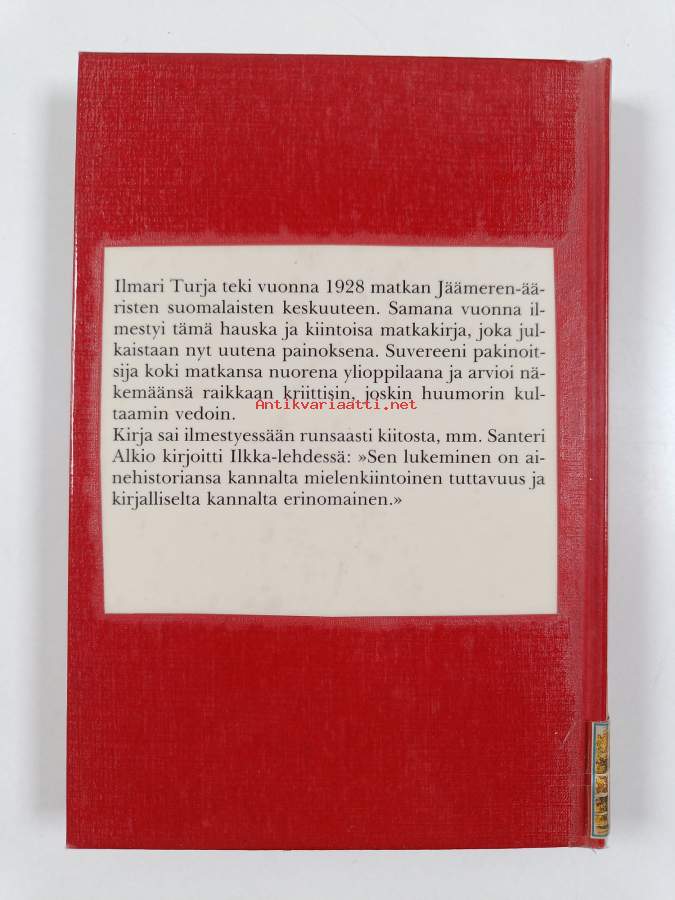 Ilmari Turja teki vuonna 1928 matkan Jäämeren-ää-
risten suomalaisten keskuuteen. Samana vuonna il-
mestyi tämä hauska ja kiintoisa matkakirja, joka jul-
kaistaan nyt uutena painoksena. Suvereeni pakinoit-
sija koki matkansa nuorena ylioppilaana ja arvioi nä-
kemäänsä raikkaan kriittisin, joskin huumorin kul-
taamin vedoin.
Antikvariaatti.net
Kirja sai ilmestyessään runsaasti kiitosta, mm. Santeri
Alkio kirjoitti Ilkka-lehdessä: »Sen lukeminen on ai-
nehistoriansa kannalta mielenkiintoinen tuttavuus ja
kirjalliselta kannalta erinomainen.»